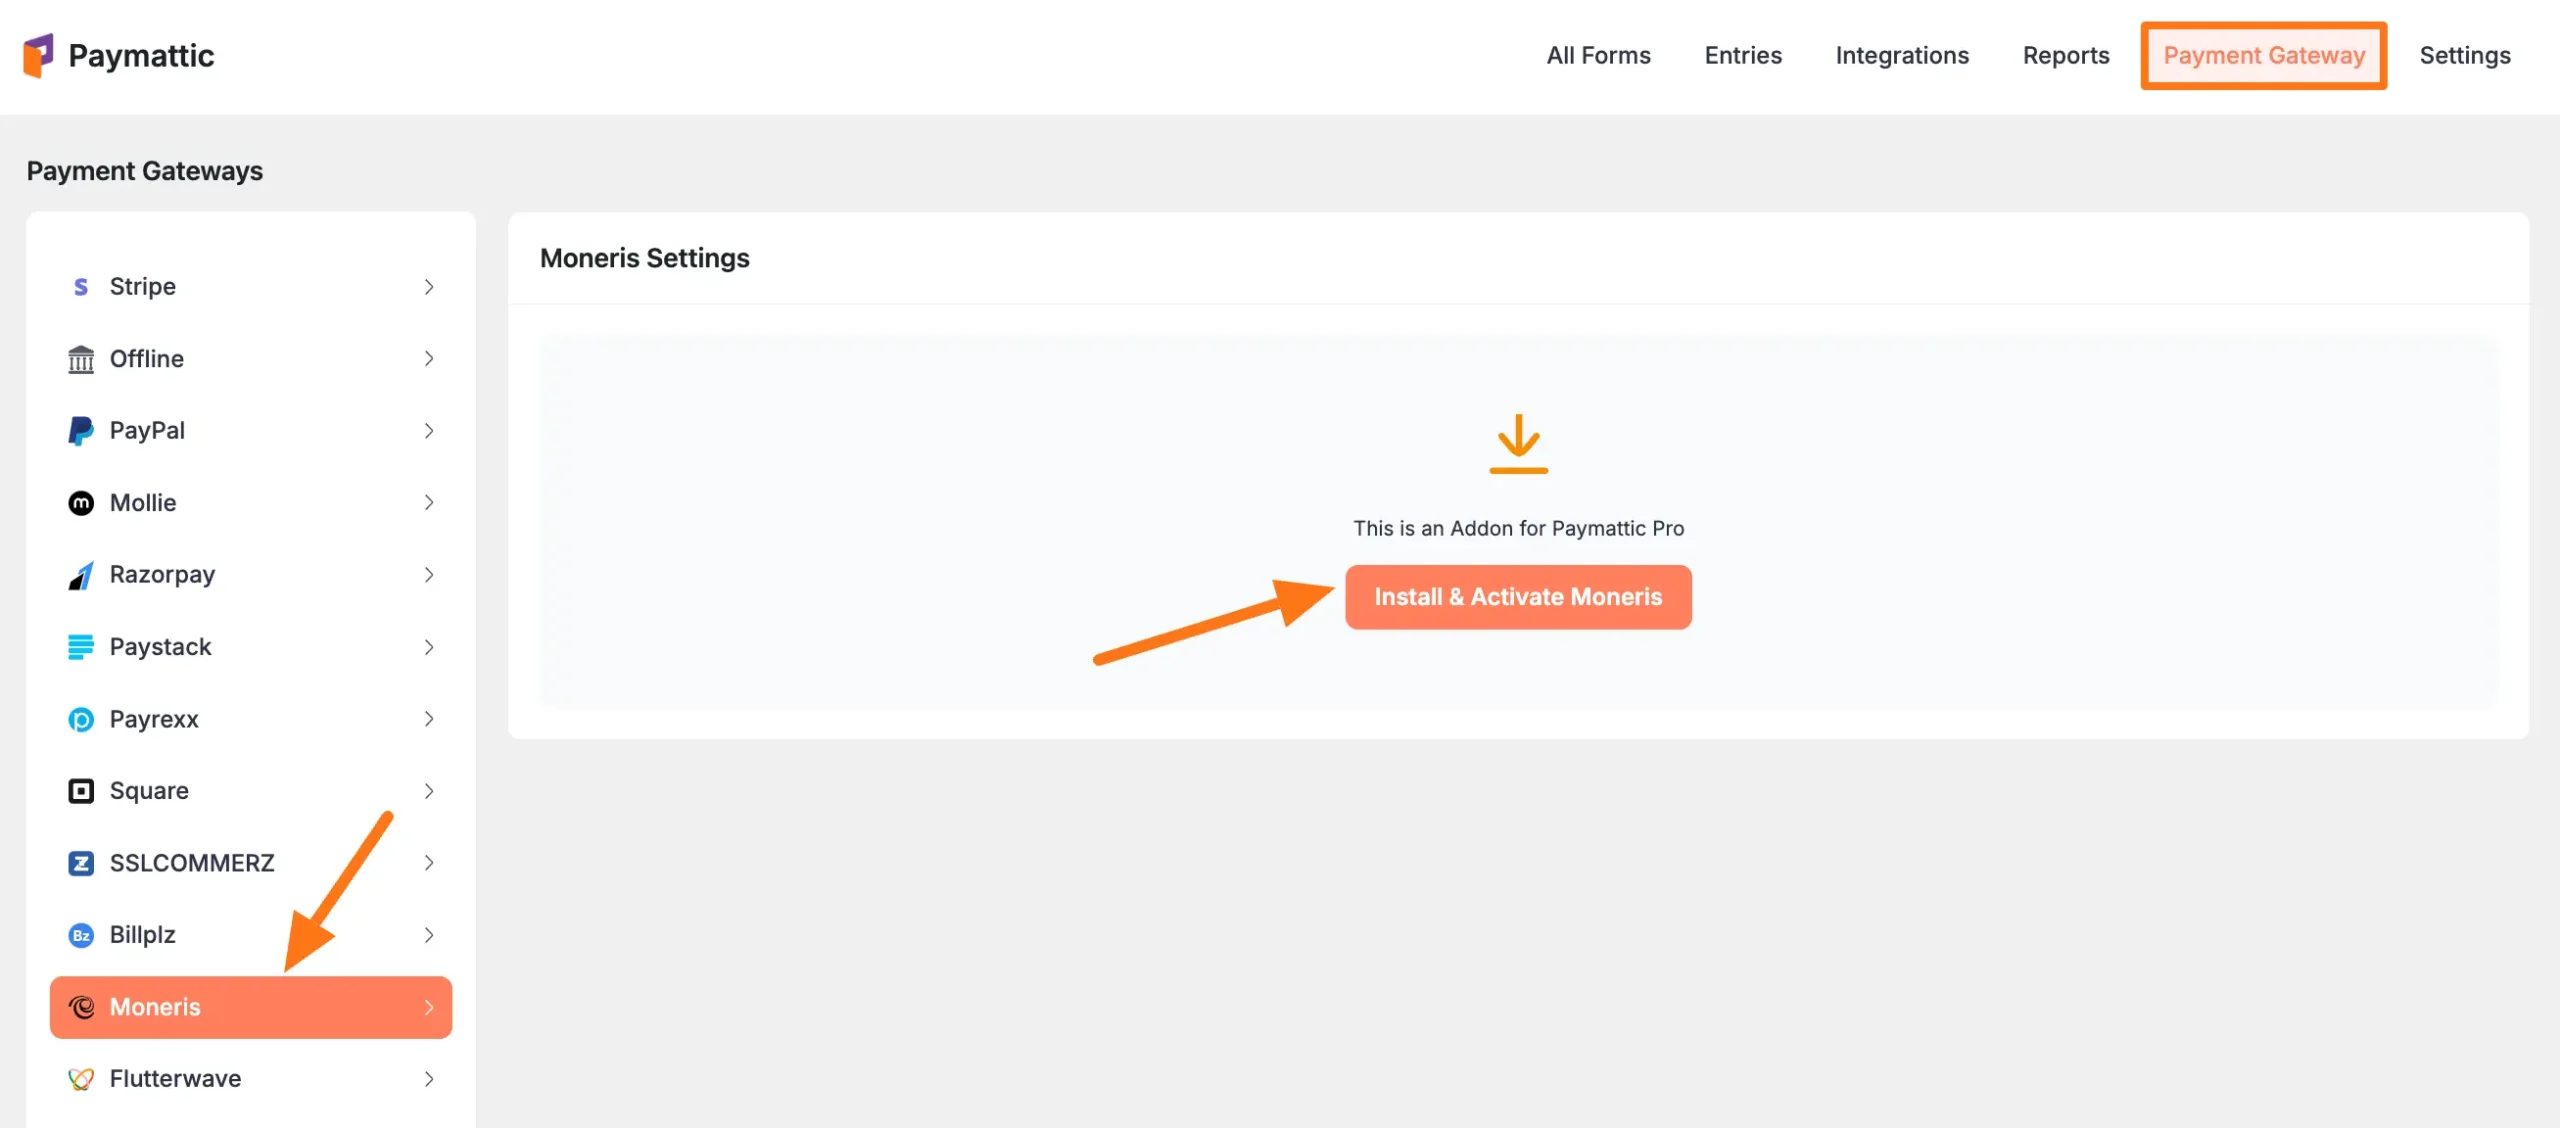 Paymattic
All Forms
Entries
Integrations
Reports
Payment Gateway
Settings
Payment Gateways
Stripe
Offline
PayPal
Mollie
Razorpay
Paystack
Payrexx
Square
SSLCOMMERZ
Bz Billplz
Moneris
Flutterwave
Moneris Settings
This is an Addon for Paymattic Pro
Install & Activate Moneris